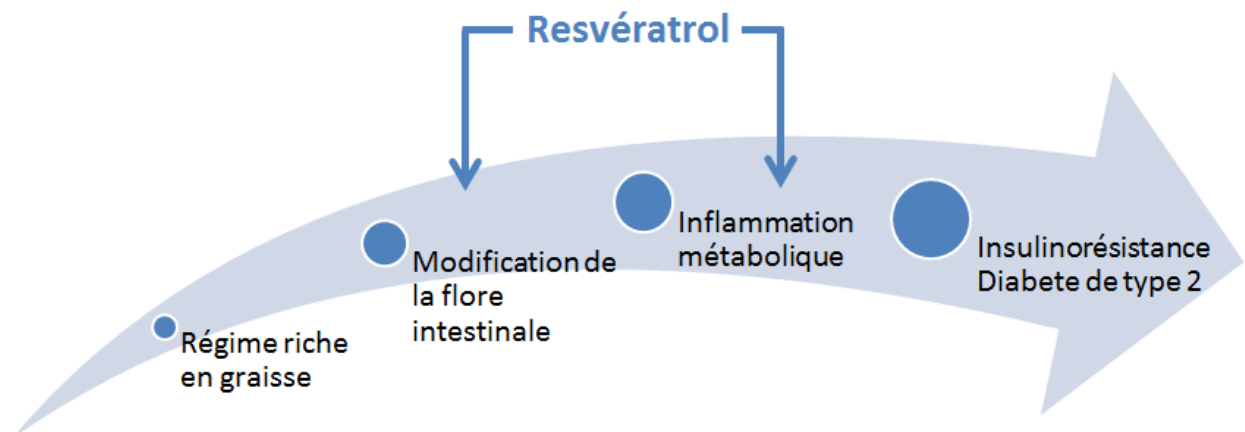 Resvératrol
Régime riche
en graisse
Modification de
la flore
intestinale
Inflammation
métabolique
Insulinorésistance
Diabete de type 2